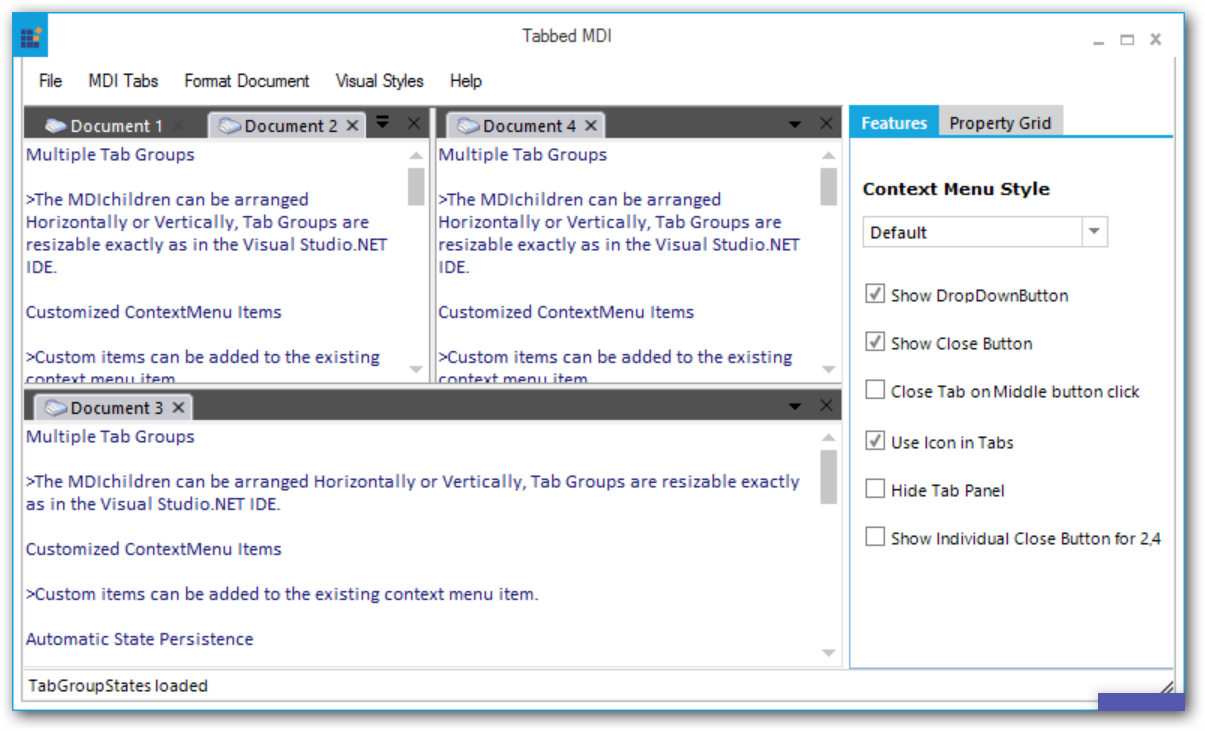 Tabbed MDI
File MDI Tabs Format Document Visual Styles Help
Document 1 Document 2
Multiple Tab Groups
>The MDIchildren can be arranged
Horizontally or Vertically, Tab Groups are
resizable exactly as in the Visual Studio.NET
IDE.
Customized ContextMenu Items
>Custom items can be added to the existing
context menu item.
Document 4
Multiple Tab Groups
>The MDIchildren can be arranged
Horizontally or Vertically, Tab Groups are
resizable exactly as in the Visual Studio.NET
IDE.
Customized ContextMenu Items
>Custom items can be added to the existing
context menu item.
Document 3
Multiple Tab Groups
>The MDIchildren can be arranged Horizontally or Vertically, Tab Groups are resizable exactly
as in the Visual Studio.NET IDE.
Customized ContextMenu Items
>Custom items can be added to the existing context menu item.
Automatic State Persistence
Features Property Grid
Context Menu Style
Default
Show DropDownButton
Show Close Button
Close Tab on Middle button click
Use Icon in Tabs
Hide Tab Panel
Show Individual Close Button for 2,4
TabGroupStates loaded